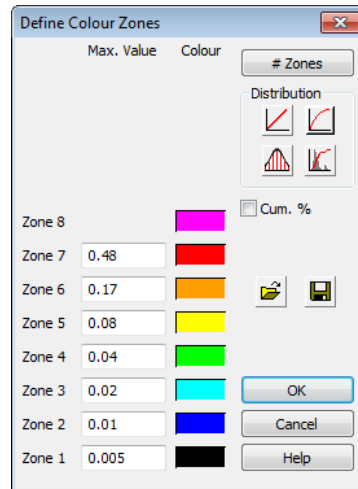 Define Colour Zones
Max. Value Colour
# Zones
Distribution
Cum. %
Zone 8
Zone 7 0.48
Zone 6 0.17
Zone 5 0.08
Zone 4 0.04
Zone 3 0.02 OK
Zone 2 0.01 Cancel
Zone 1 0.005 Help